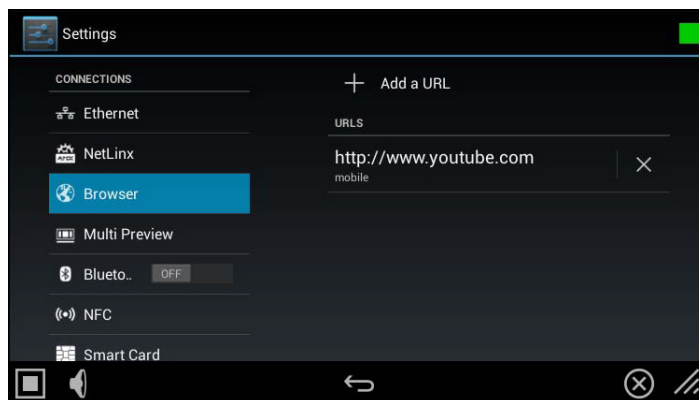 Settings
CONNECTIONS
Ethernet
NetLinx
Browser
Multi Preview
Blueto.. OFF
NFC
Smart Card
Add a URL
URLS
http://www.youtube.com
mobile